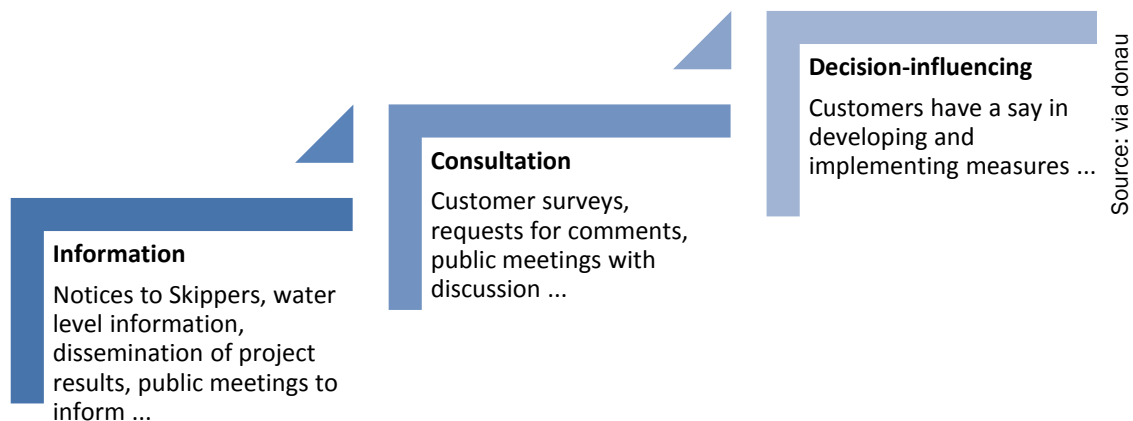 Information
Notices to Skippers, water
level information,
dissemination of project
results, public meetings to
inform ...
Consultation
Customer surveys,
requests for comments,
public meetings with
discussion ...
Decision-influencing
Customers have a say in
developing and
implementing measures ...
Source: via donau